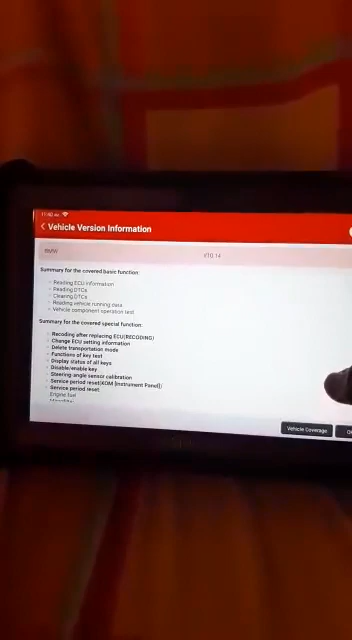 11:40 AM
< Vehicle Version Information
BMW
Summary for the covered basic function:
Reading ECU information
Reading DTCs
Clearing DTCs
Reading vehicle running data
Vehicle component operation test
Summary for the covered special function:
Recoding after replacing ECU(RECODING)
Change ECU setting information
Delete transportation mode
Functions of key test
Display status of all keys
Disable/enable key
Steering-angle sensor calibration
Service period reset(KOM [Instrument Panel])
Service period reset:
Engine fuel
Vehicle Coverage